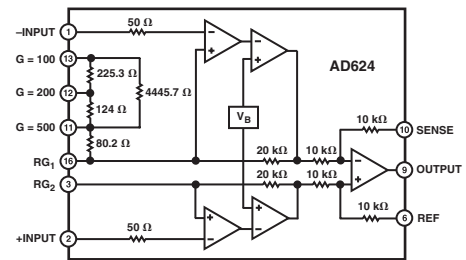 –INPUT 1 50 Ω
G = 100 13
225.3 Ω
AD624
G = 200 12
4445.7 Ω
124 Ω
VB
10 kΩ
G = 500 11
10 SENSE
80.2 Ω
20 kΩ 10 kΩ
RG1 16
9 OUTPUT
20 kΩ 10 kΩ
RG2 3
10 kΩ
6 REF
50 Ω
+INPUT 2